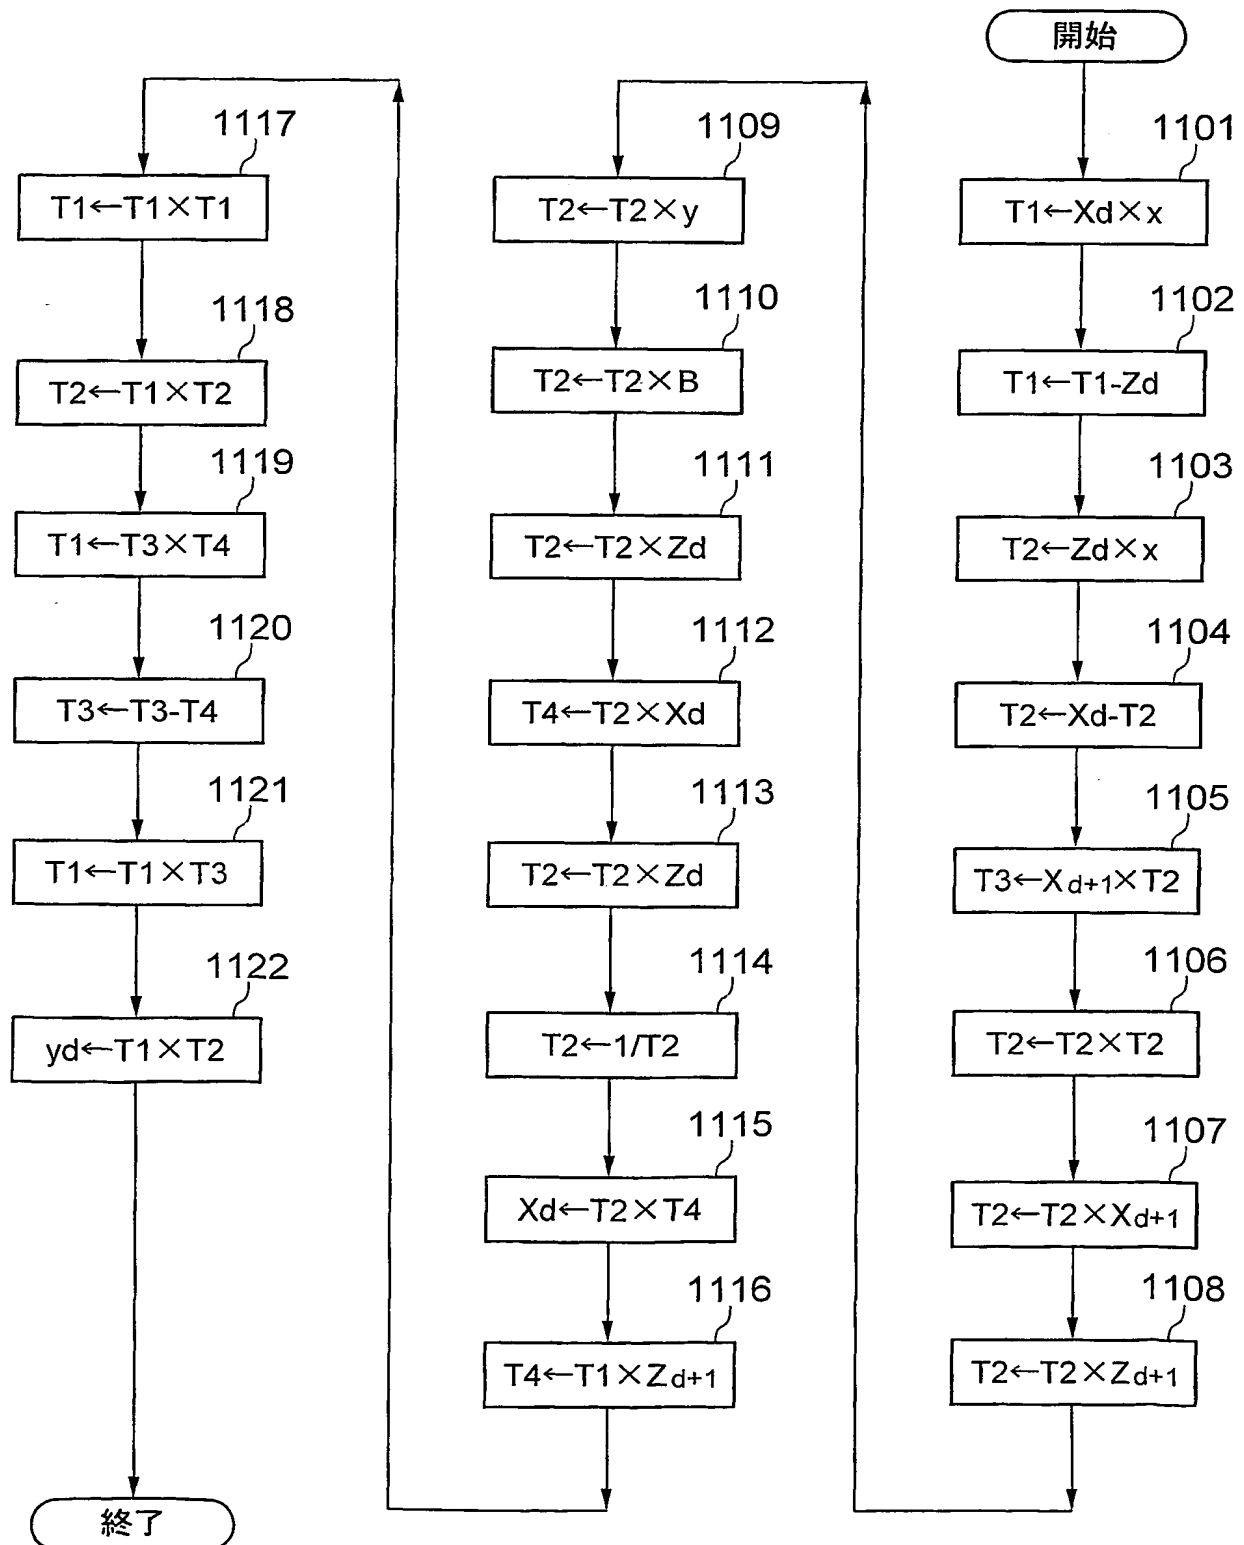 開始
1101
T1←Xd×x
1102
T1←T1-Zd
1103
T2←Zd×x
1104
T2←Xd-T2
1105
T3←Xd+1×T2
1106
T2←T2×T2
1107
T2←T2×Xd+1
1108
T2←T2×Zd+1
1109
T2←T2×y
1110
T2←T2×B
1111
T2←T2×Zd
1112
T4←T2×Xd
1113
T2←T2×Zd
1114
T2←1/T2
1115
Xd←T2×T4
1116
T4←T1×Zd+1
1117
T1←T1×T1
1118
T2←T1×T2
1119
T1←T3×T4
1120
T3←T3-T4
1121
T1←T1×T3
1122
yd←T1×T2
終了